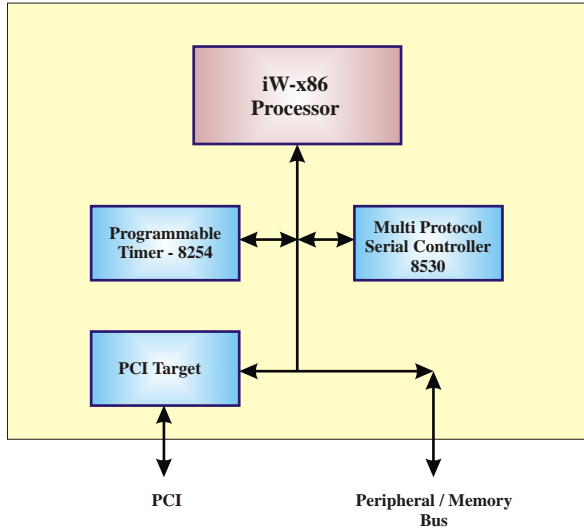 iW-x86
Processor
Programmable
Timer - 8254
Multi Protocol
Serial Controller
8530
PCI Target
PCI
Peripheral / Memory
Bus